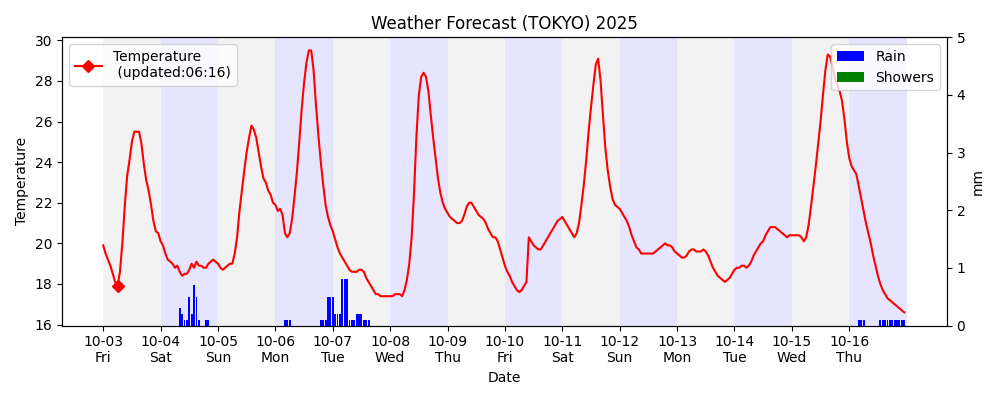 Weather Forecast (TOKYO) 2025
Temperature
(updated:06:16)
Rain
Showers
Temperature
30
28
26
24
22
20
18
16
5
4
3
2
1
0
mm
10-03 10-04 10-05 10-06 10-07 10-08 10-09 10-10 10-11 10-12 10-13 10-14 10-15 10-16
Fri Sat Sun Mon Tue Wed Thu Fri Sat Sun Mon Tue Wed Thu
Date